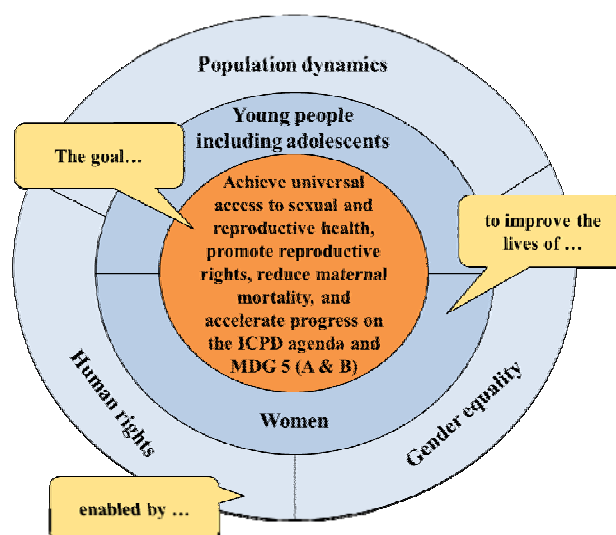 Population dynamics
Young people
including adolescents
The goal…
Achieve universal
access to sexual and
reproductive health,
promote reproductive
rights, reduce maternal
mortality, and
accelerate progress on
the ICPD agenda and
MDG 5 (A & B)
to improve the
lives of …
Women
Human rights
Gender equality
enabled by …